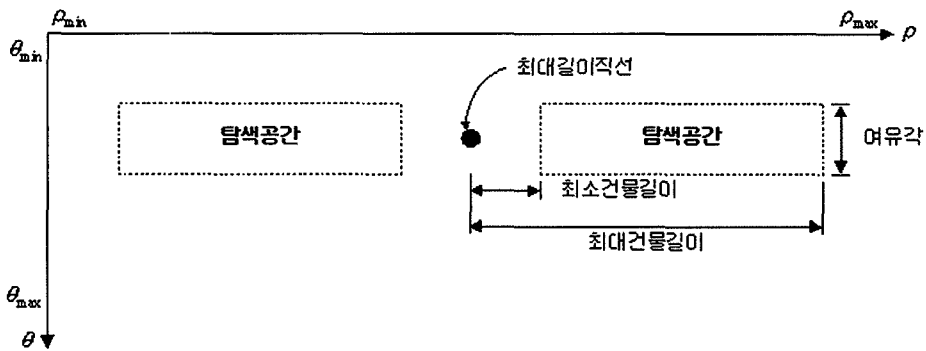 ρmin ρmax
θmin ρ
최대길이직선
탐색공간 탐색공간 여유각
최소건물길이
최대건물길이
θmax
θ